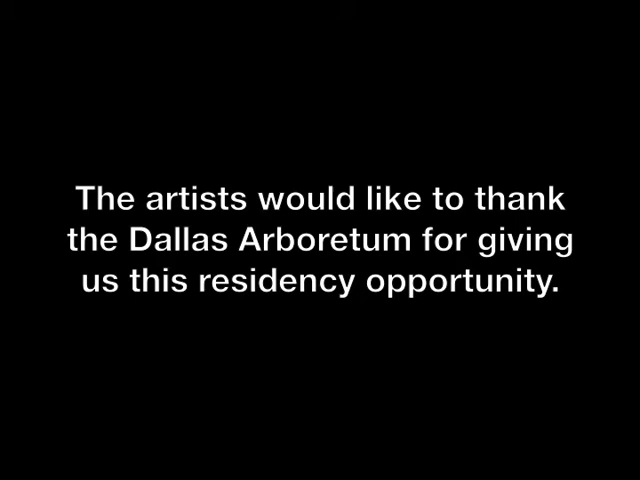 The artists would like to thank
the Dallas Arboretum for giving
us this residency opportunity.